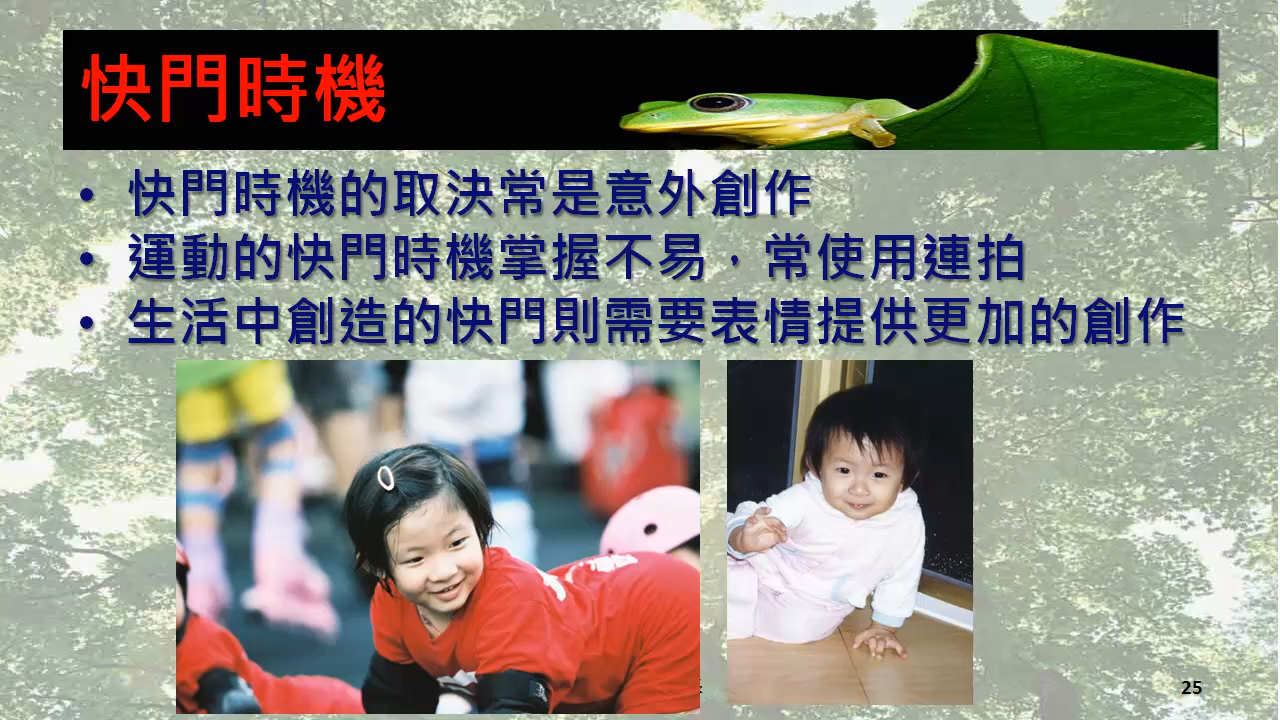 快門時機
• 快門時機的取決常是意外創作
• 運動的快門時機掌握不易，常使用連拍
• 生活中創造的快門則需要表情提供更加的創作
25